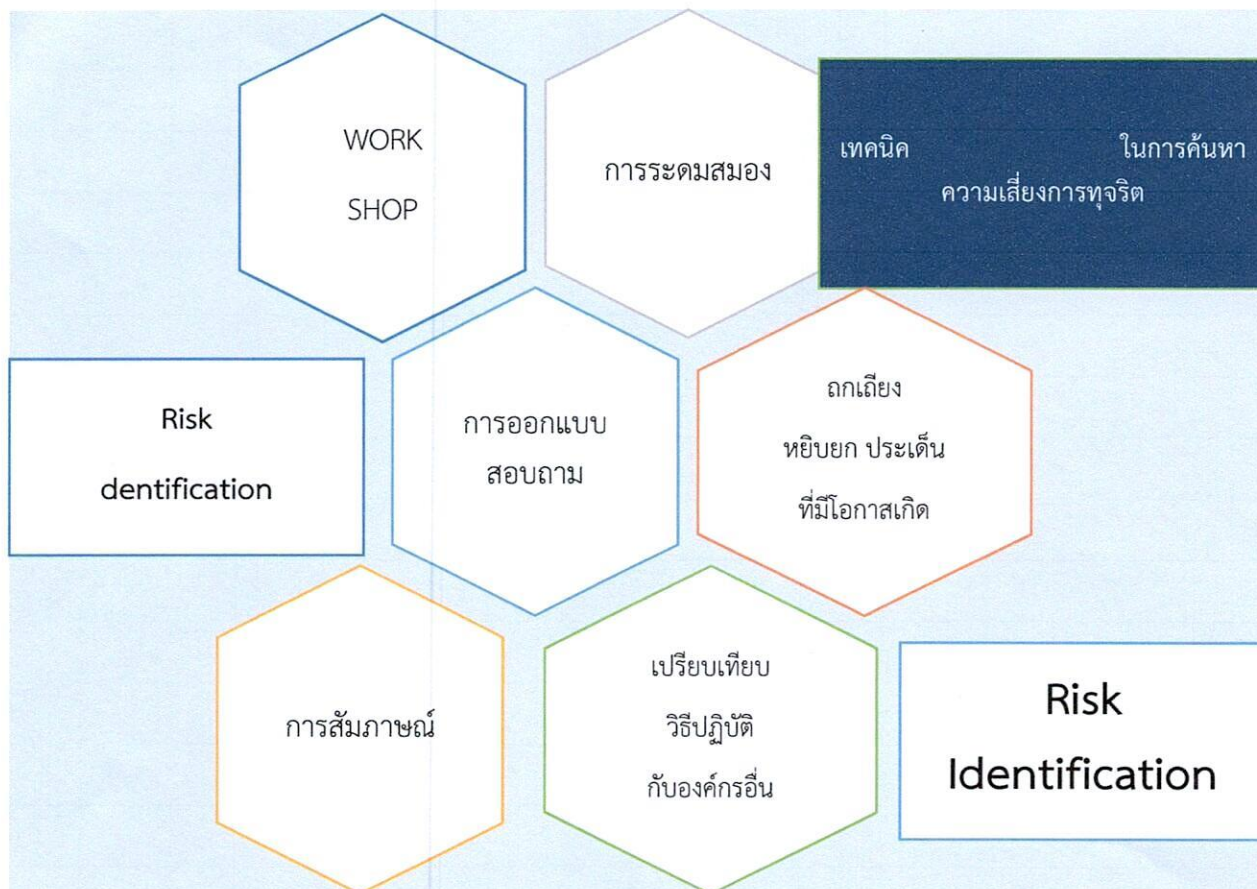 WORK
SHOP
การระดมสมอง
เทคนิค ในการค้นหา
ความเสี่ยงการทุจริต
Risk
dentification
การออกแบบ
สอบถาม
ถกเถียง
หยิบยก ประเด็น
ที่มีโอกาสเกิด
การสัมภาษณ์
เปรียบเทียบ
วิธีปฏิบัติ
กับองค์กรอื่น
Risk
Identification